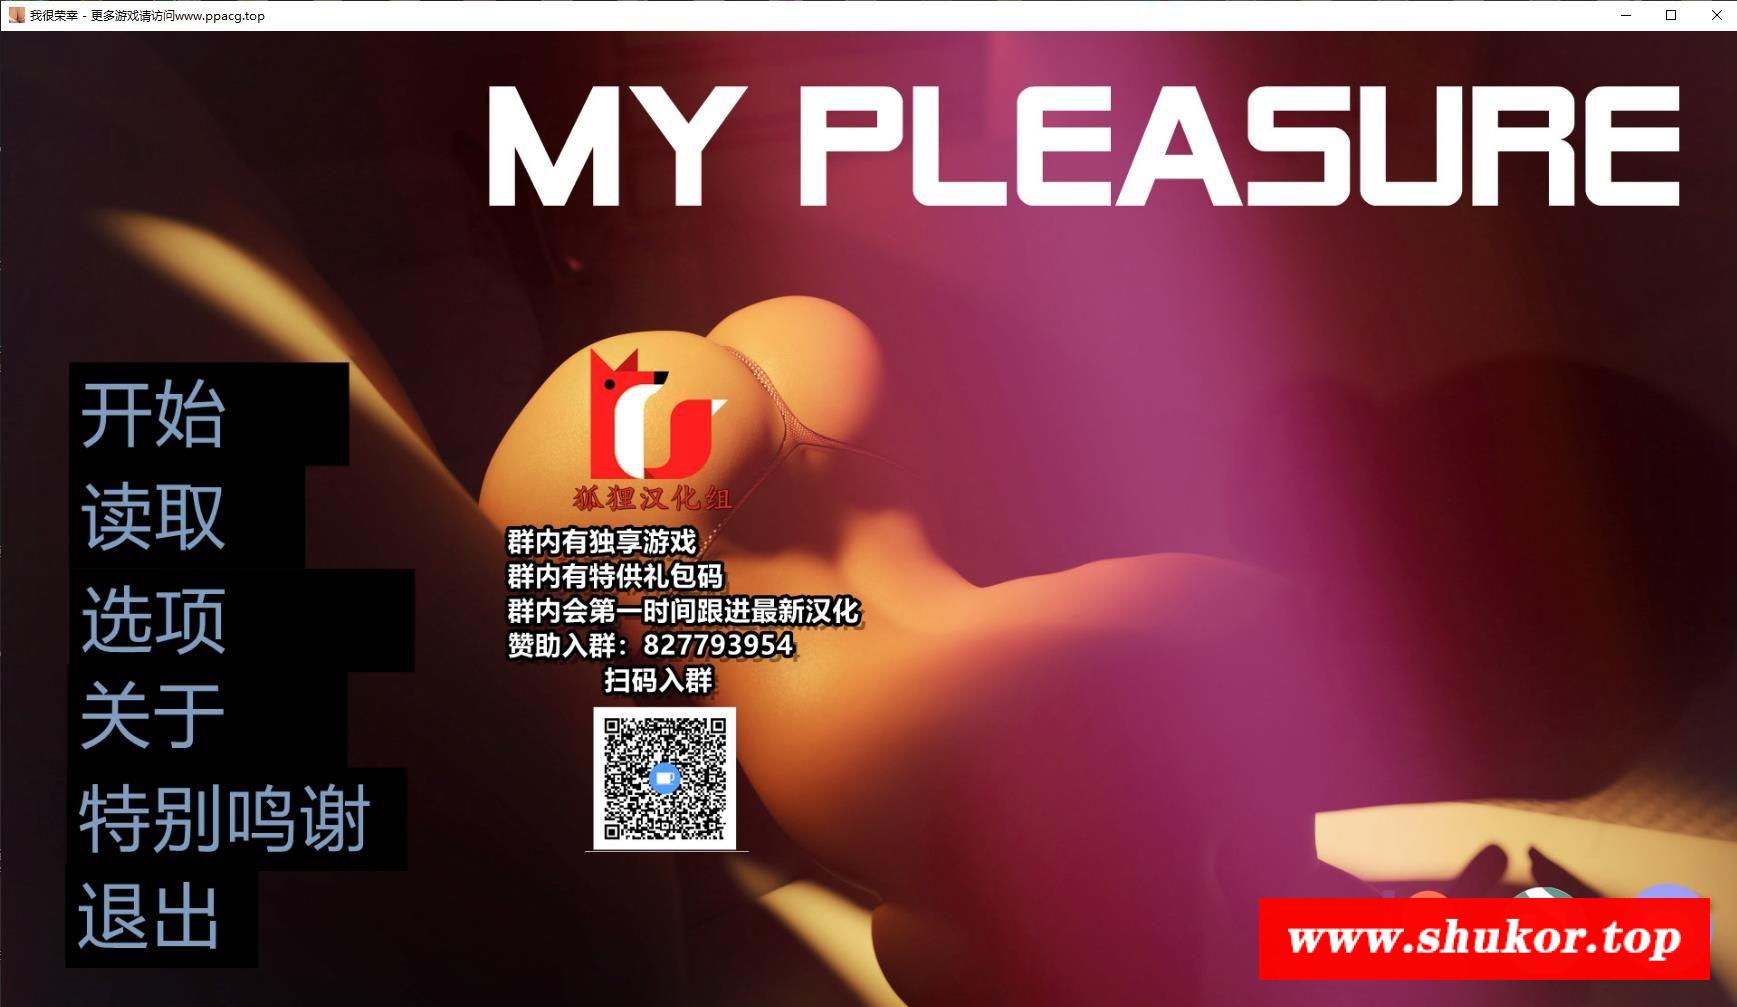 我很荣幸 - 更多游戏请访问www.ppacg.top
MY PLEASURE
开始
读取
选项
关于
特别鸣谢
退出
狐狸汉化组
群内有独享游戏
群内有特供礼包码
群内会第一时间跟进最新汉化
赞助入群：827793954
扫码入群
www.shukor.top